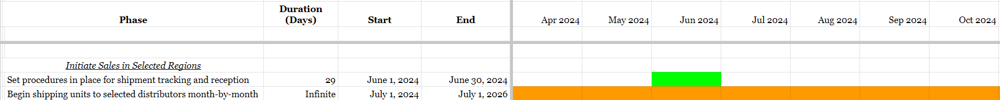 Phase Duration (Days) Start End Apr 2024 May 2024 Jun 2024 Jul 2024 Aug 2024 Sep 2024 Oct 2024
Initiate Sales in Selected Regions
Set procedures in place for shipment tracking and reception 29 June 1, 2024 June 30, 2024
Begin shipping units to selected distributors month-by-month Infinite July 1, 2024 July 1, 2026